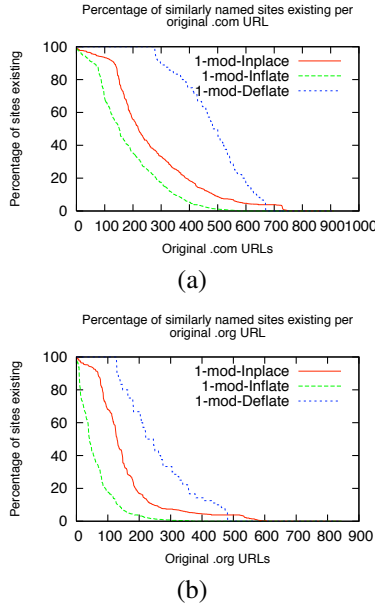 Percentage of similarly named sites existing per
original .com URL
Percentage of sites existing
100
80
60
40
20
0
1-mod-Inplace
1-mod-Inflate
1-mod-Deflate
0 100 200 300 400 500 600 700 800 900 1000
Original .com URLs
(a)
Percentage of similarly named sites existing per
original .org URL
Percentage of sites existing
100
80
60
40
20
0
1-mod-Inplace
1-mod-Inflate
1-mod-Deflate
0 100 200 300 400 500 600 700 800 900
Original .org URLs
(b)